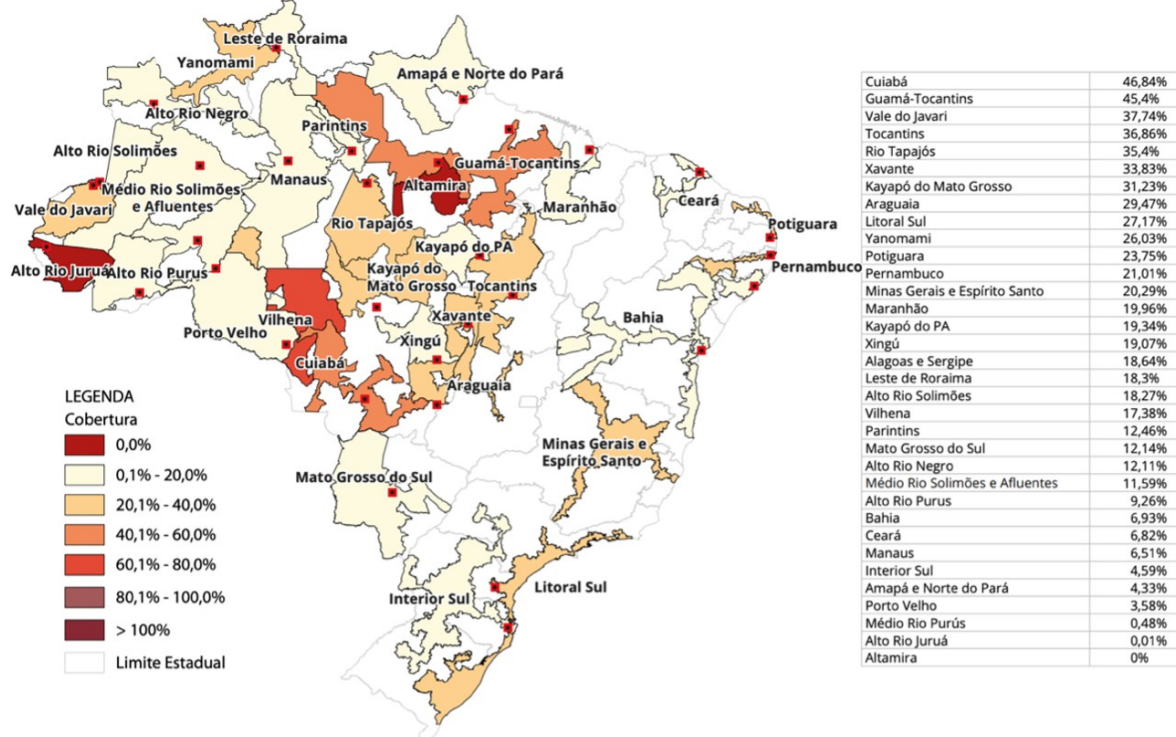 Leste de Roraima
Yanomami
Amapá e Norte do Pará
Alto Rio Negro
Parintins
Alto Rio Solimões
Guamá-Tocantins
Manaus
Altamira
Médio Rio Solimões
e Afluentes
Vale do Javari
Maranhão
Ceará
Rio Tapajós
Potiguara
Kayapó do PA
Alto Rio Juruá
Alto Rio Purus
Kayapó do
Mato Grosso
Tocantins
Pernambuco
Vilhena
Xavante
Bahia
Porto Velho
Xingú
Cuiabá
Araguaia
Minas Gerais e
Espírito Santo
Mato Grosso do Sul
Litoral Sul
Interior Sul
LEGENDA
Cobertura
0,0%
0,1% - 20,0%
20,1% - 40,0%
40,1% - 60,0%
60,1% - 80,0%
80,1% - 100,0%
> 100%
Limite Estadual
Cuiabá 46,84%
Guamá-Tocantins 45,4%
Vale do Javari 37,74%
Tocantins 36,86%
Rio Tapajós 35,4%
Xavante 33,83%
Kayapó do Mato Grosso 31,23%
Araguaia 29,47%
Litoral Sul 27,17%
Yanomami 26,03%
Potiguara 23,75%
Pernambuco 21,01%
Minas Gerais e Espírito Santo 20,29%
Maranhão 19,96%
Kayapó do PA 19,34%
Xingú 19,07%
Alagoas e Sergipe 18,64%
Leste de Roraima 18,3%
Alto Rio Solimões 18,27%
Vilhena 17,38%
Parintins 12,46%
Mato Grosso do Sul 12,14%
Alto Rio Negro 12,11%
Médio Rio Solimões e Afluentes 11,59%
Alto Rio Purus 9,26%
Bahia 6,93%
Ceará 6,82%
Manaus 6,51%
Interior Sul 4,59%
Amapá e Norte do Pará 4,33%
Porto Velho 3,58%
Médio Rio Purús 0,48%
Alto Rio Juruá 0,01%
Altamira 0%